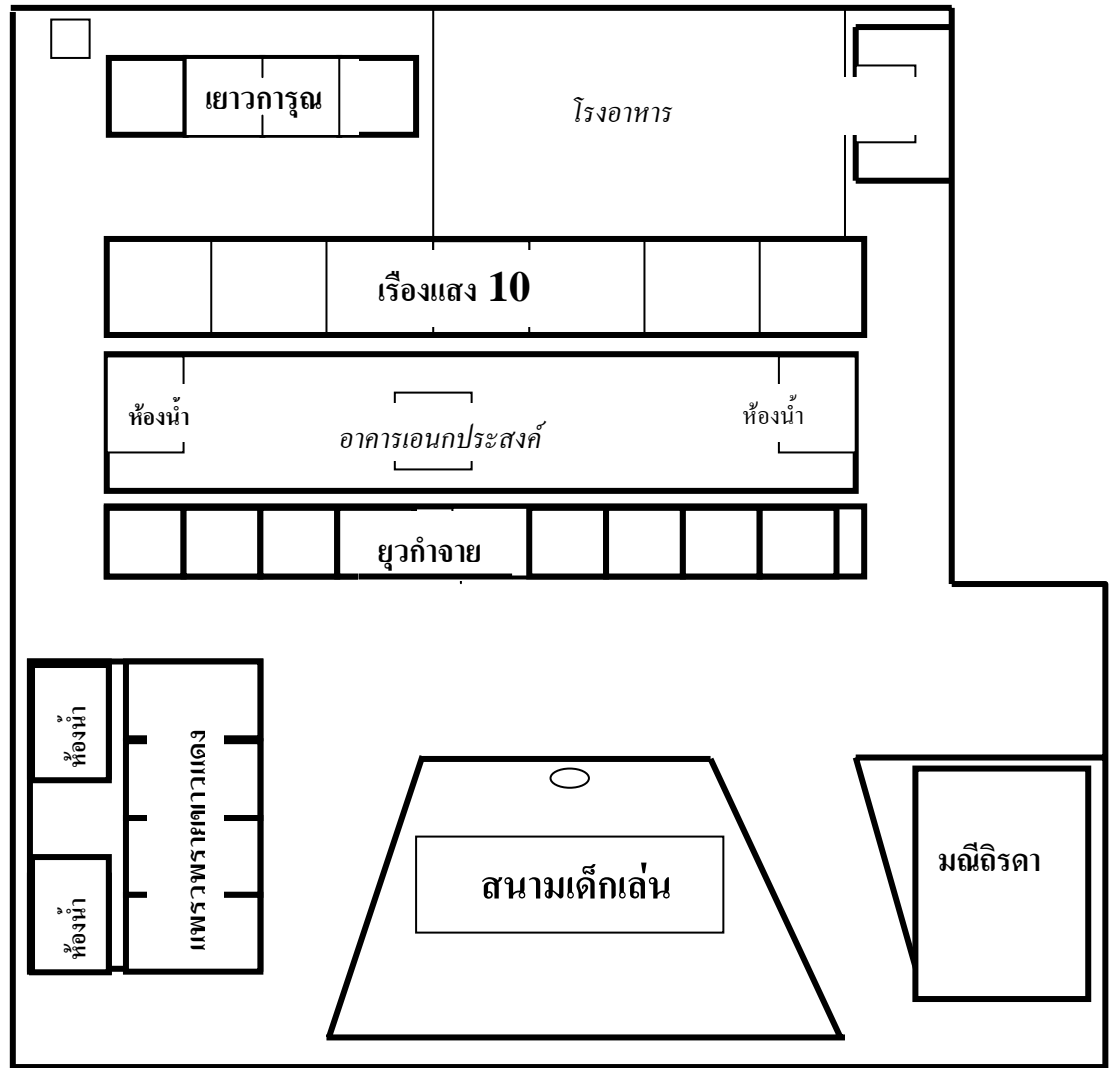 เยาวการุณ
โรงอาหาร
เรืองแสง 10
ห้องน้ำ
อาคารเอนกประสงค์
ห้องน้ำ
ยุวกำจาย
ห้องน้ำ
แพรวพรายขาวแดง
ห้องน้ำ
สนามเด็กเล่น
มณีถิรดา